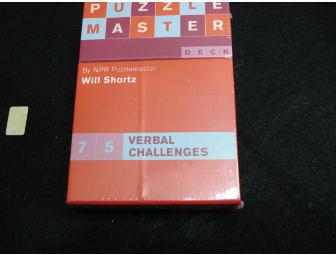 PUZZLE
MASTER
DECK
By NPR Puzzlemaster
Will Shortz
75 VERBAL
CHALLENGES